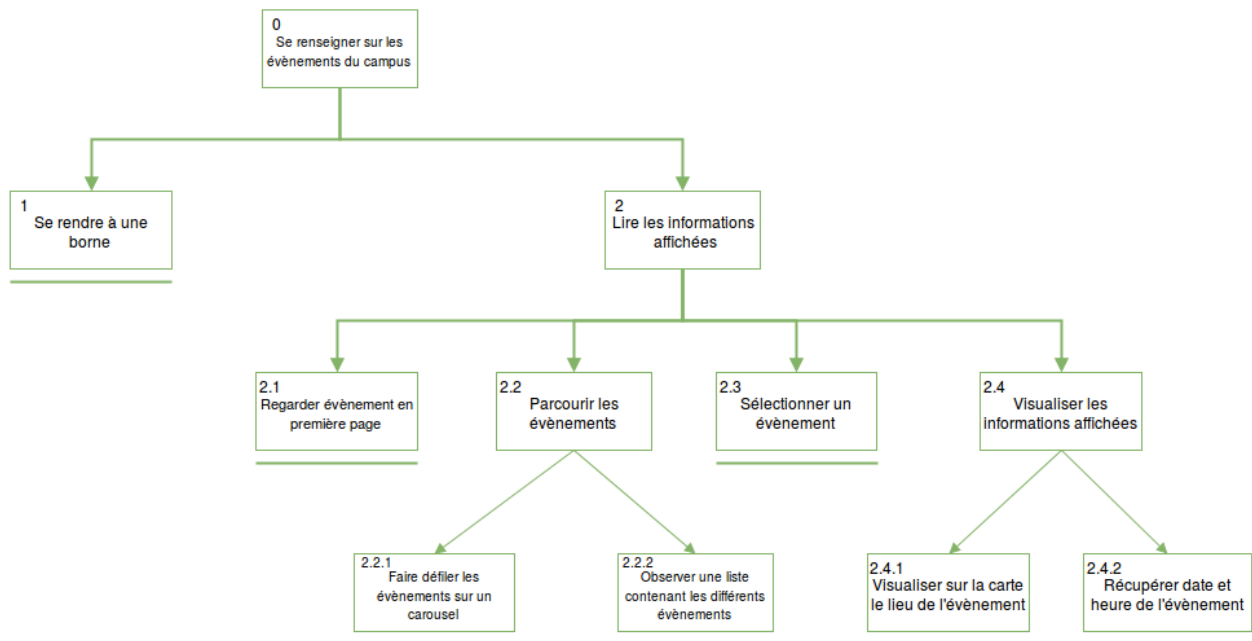 0
Se renseigner sur les
évènements du campus
1
Se rendre à une
borne
2
Lire les informations
affichées
2.1
Regarder évènement en
première page
2.2
Parcourir les
évènements
2.3
Sélectionner un
évènement
2.4
Visualiser les
informations affichées
2.2.1
Faire défiler les
évènements sur un
carousel
2.2.2
Observer une liste
contenant les différents
évènements
2.4.1
Visualiser sur la carte
le lieu de l'évènement
2.4.2
Récupérer date et
heure de l'évènement